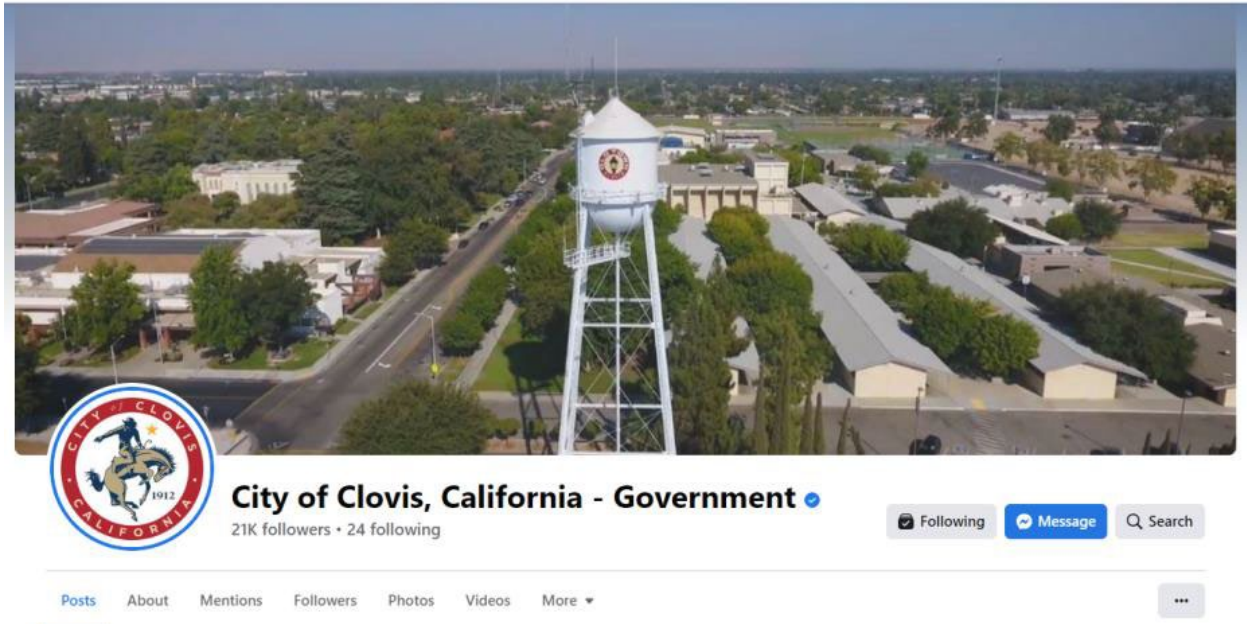 CITY of CLOVIS
1912
CALIFORNIA
City of Clovis, California - Government
21K followers • 24 following
Following
Message
Search
Posts
About
Mentions
Followers
Photos
Videos
More